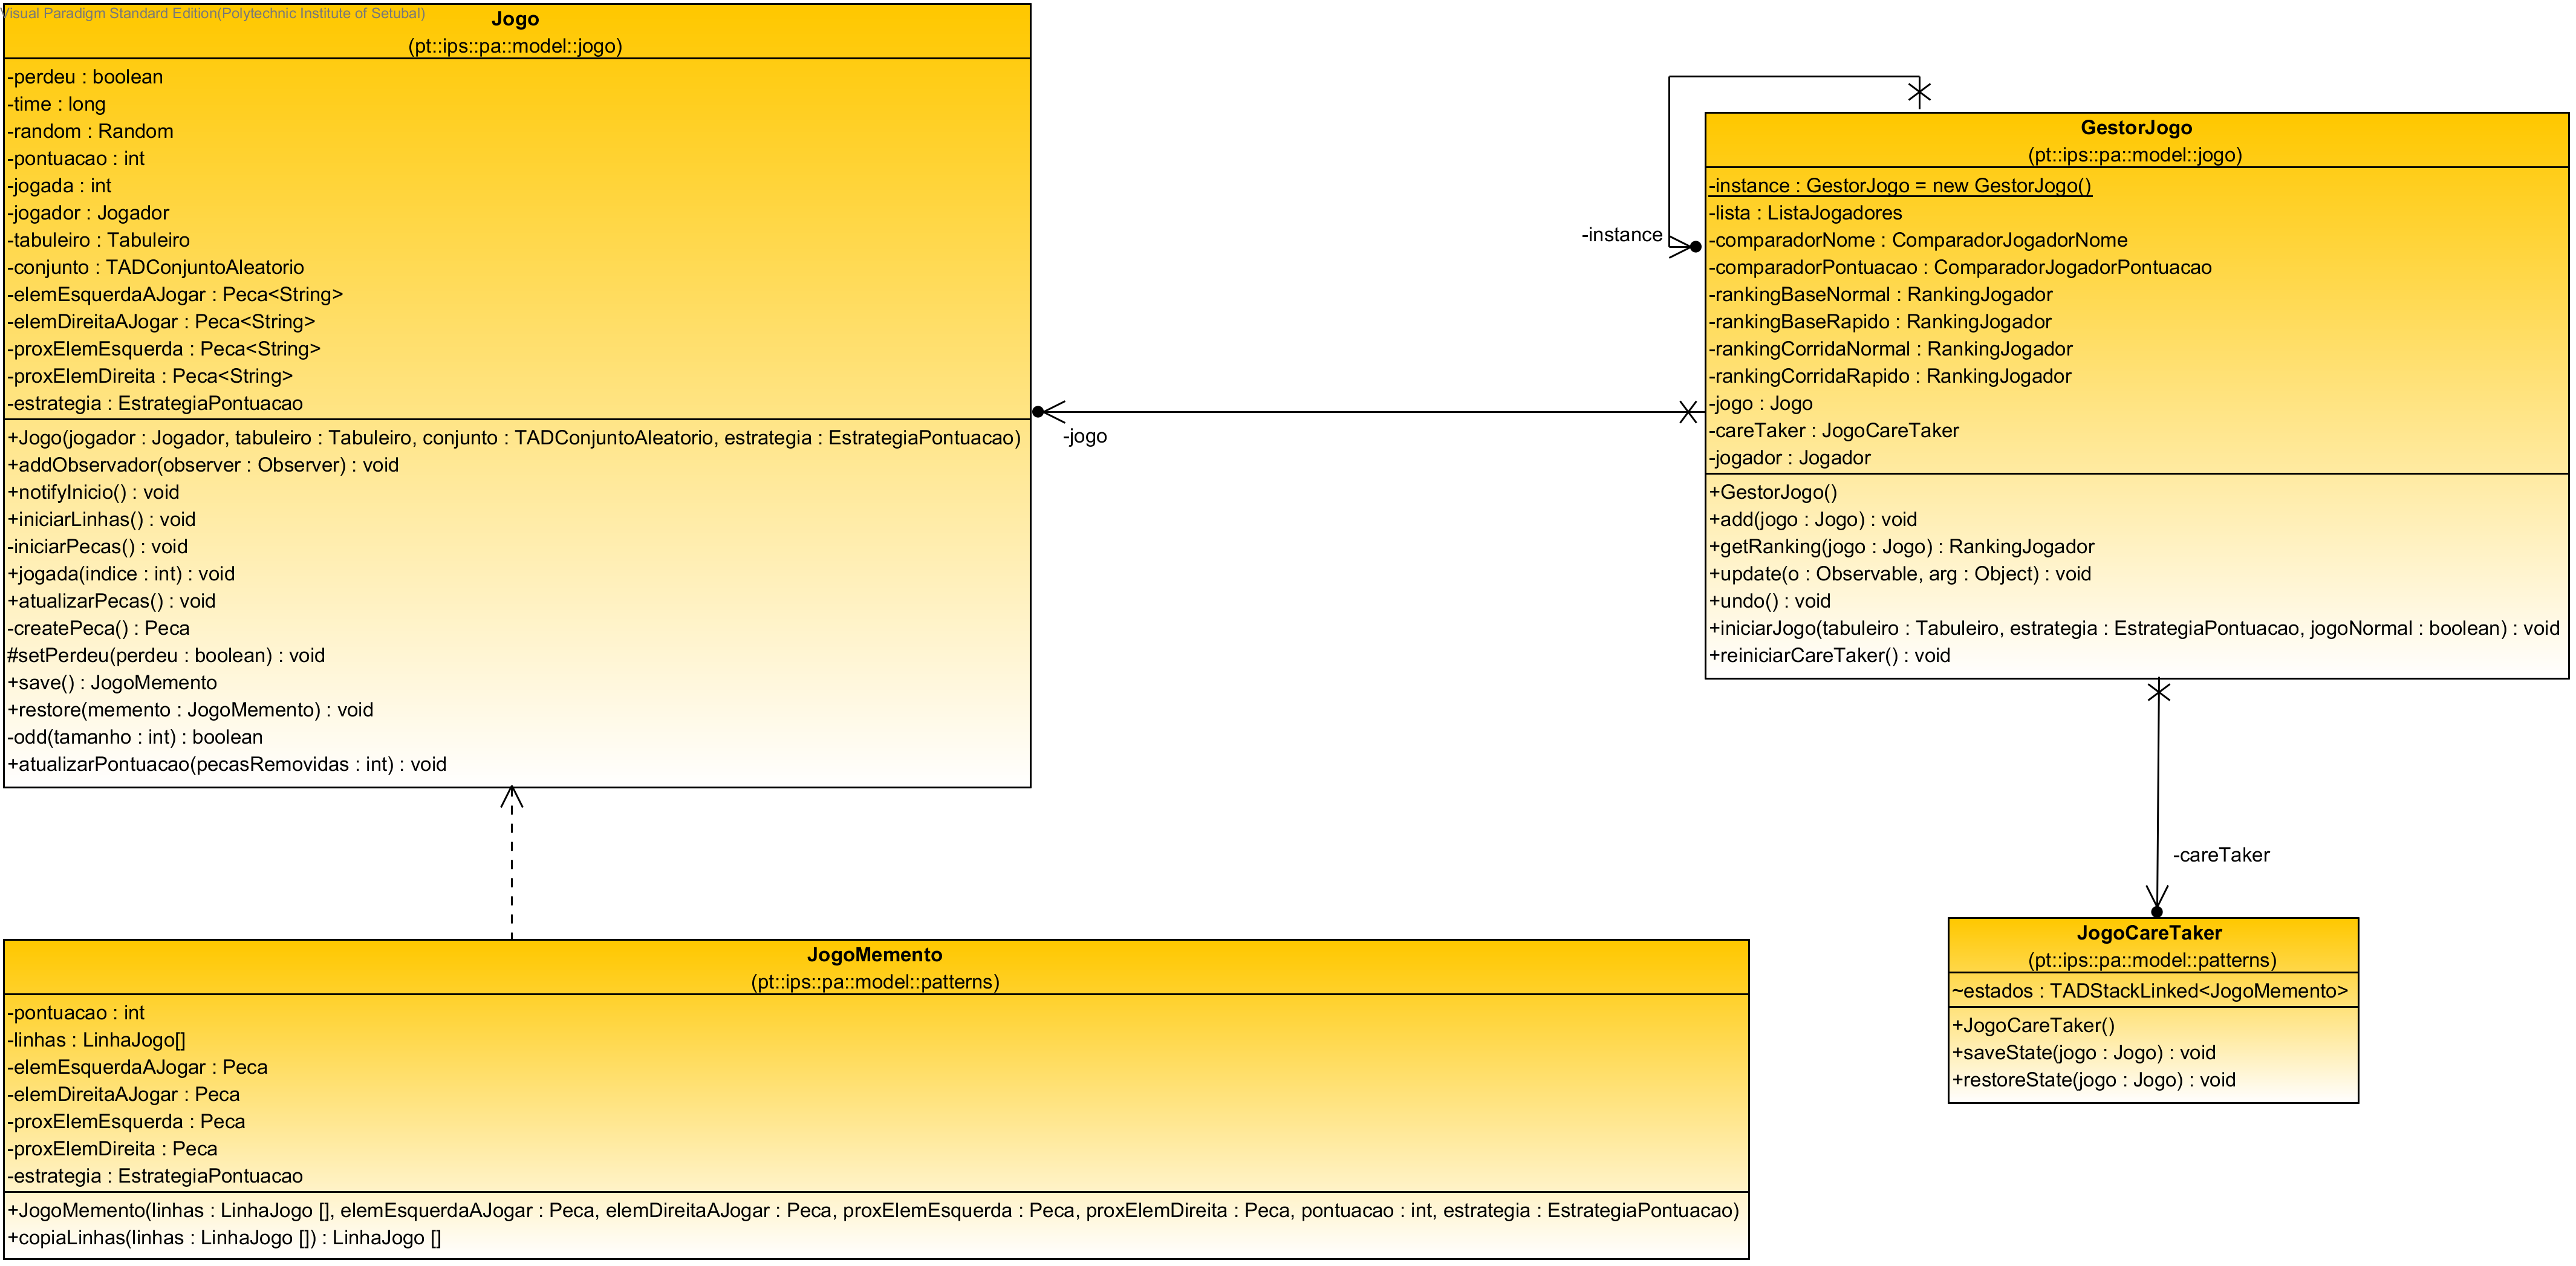 Visual Paradigm Standard Edition(Polytechnic Institute of Setubal)
Jogo
(pt::ips::pa::model::jogo)
-perdeu : boolean
-time : long
-random : Random
-pontuacao : int
-jogada : int
-jogador : Jogador
-tabuleiro : Tabuleiro
-conjunto : TADConjuntoAleatorio
-elemEsquerdaAJogar : Peca<String>
-elemDireitaAJogar : Peca<String>
-proxElemEsquerda : Peca<String>
-proxElemDireita : Peca<String>
-estrategia : EstrategiaPontuacao
+Jogo(jogador : Jogador, tabuleiro : Tabuleiro, conjunto : TADConjuntoAleatorio, estrategia : EstrategiaPontuacao)
+addObservador(observer : Observer) : void
+notifyInicio() : void
+iniciarLinhas() : void
-iniciarPecas() : void
+jogada(indice : int) : void
+atualizarPecas() : void
-createPeca() : Peca
#setPerdeu(perdeu : boolean) : void
+save() : JogoMemento
+restore(memento : JogoMemento) : void
-odd(tamanho : int) : boolean
+atualizarPontuacao(pecasRemovidas : int) : void
-jogo
-instance
GestorJogo
(pt::ips::pa::model::jogo)
-instance : GestorJogo = new GestorJogo()
-lista : ListaJogadores
-comparadorNome : ComparadorJogadorNome
-comparadorPontuacao : ComparadorJogadorPontuacao
-rankingBaseNormal : RankingJogador
-rankingBaseRapido : RankingJogador
-rankingCorridaNormal : RankingJogador
-rankingCorridaRapido : RankingJogador
-jogo : Jogo
-careTaker : JogoCareTaker
-jogador : Jogador
+GestorJogo()
+add(jogo : Jogo) : void
+getRanking(jogo : Jogo) : RankingJogador
+update(o : Observable, arg : Object) : void
+undo() : void
+iniciarJogo(tabuleiro : Tabuleiro, estrategia : EstrategiaPontuacao, jogoNormal : boolean) : void
+reiniciarCareTaker() : void
-careTaker
JogoMemento
(pt::ips::pa::model::patterns)
-pontuacao : int
-linhas : LinhaJogo[]
-elemEsquerdaAJogar : Peca
-elemDireitaAJogar : Peca
-proxElemEsquerda : Peca
-proxElemDireita : Peca
-estrategia : EstrategiaPontuacao
+JogoMemento(linhas : LinhaJogo [], elemEsquerdaAJogar : Peca, elemDireitaAJogar : Peca, proxElemEsquerda : Peca, proxElemDireita : Peca, pontuacao : int, estrategia : EstrategiaPontuacao)
+copiaLinhas(linhas : LinhaJogo []) : LinhaJogo []
JogoCareTaker
(pt::ips::pa::model::patterns)
~estados : TADStackLinked<JogoMemento>
+JogoCareTaker()
+saveState(jogo : Jogo) : void
+restoreState(jogo : Jogo) : void